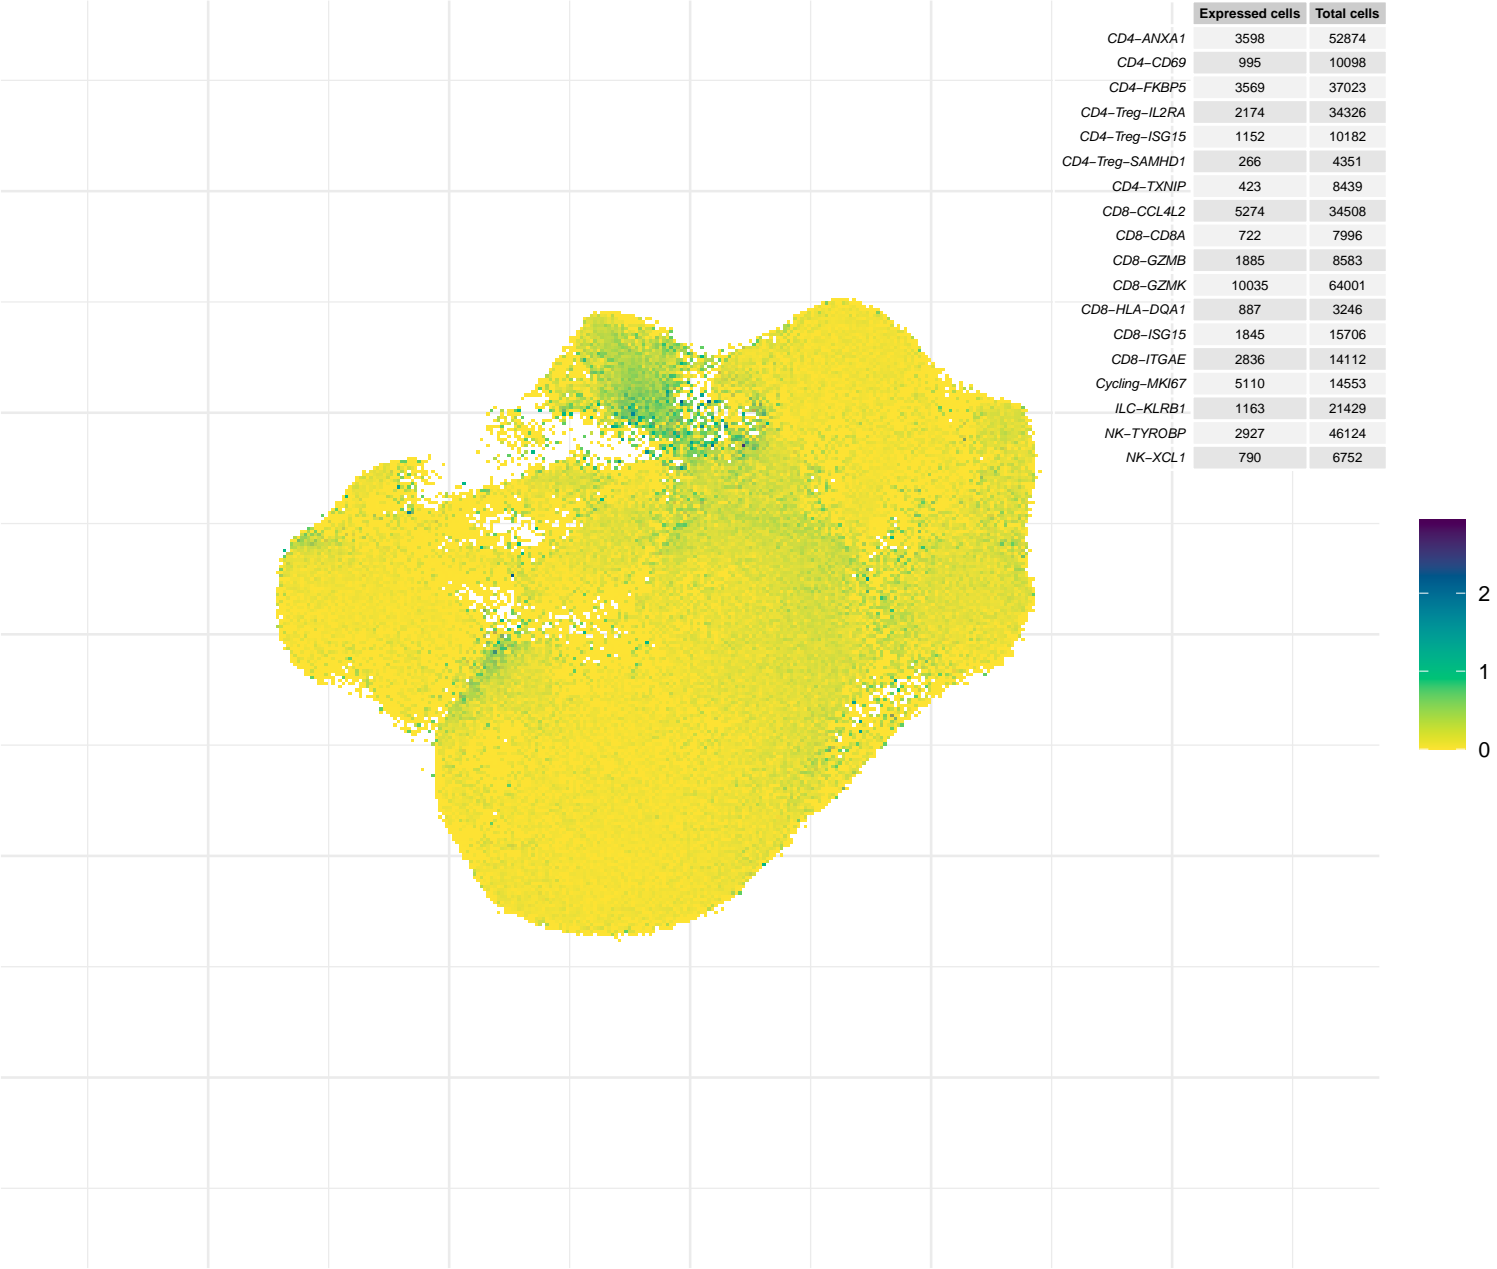 Expressed cells Total cells
CD4−ANXA1 3598 52874
CD4−CD69 995 10098
CD4−FKBP5 3569 37023
CD4−Treg−IL2RA 2174 34326
CD4−Treg−ISG15 1152 10182
CD4−Treg−SAMHD1 266 4351
CD4−TXNIP 423 8439
CD8−CCL4L2 5274 34508
CD8−CD8A 722 7996
CD8−GZMB 1885 8583
CD8−GZMK 10035 64001
CD8−HLA−DQA1 887 3246
CD8−ISG15 1845 15706
CD8−ITGAE 2836 14112
Cycling−MKI67 5110 14553
ILC−KLRB1 1163 21429
NK−TYROBP 2927 46124
NK−XCL1 790 6752
2
1
0